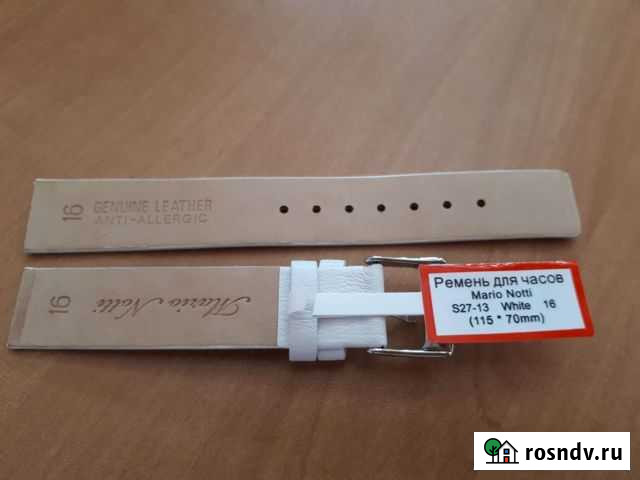 16 GENUINE LEATHER
ANTI-ALLERGIC
16 Mario Notti
Ремень для часов
Mario Notti
S27-13 White 16
(115 * 70mm)
rosndv.ru